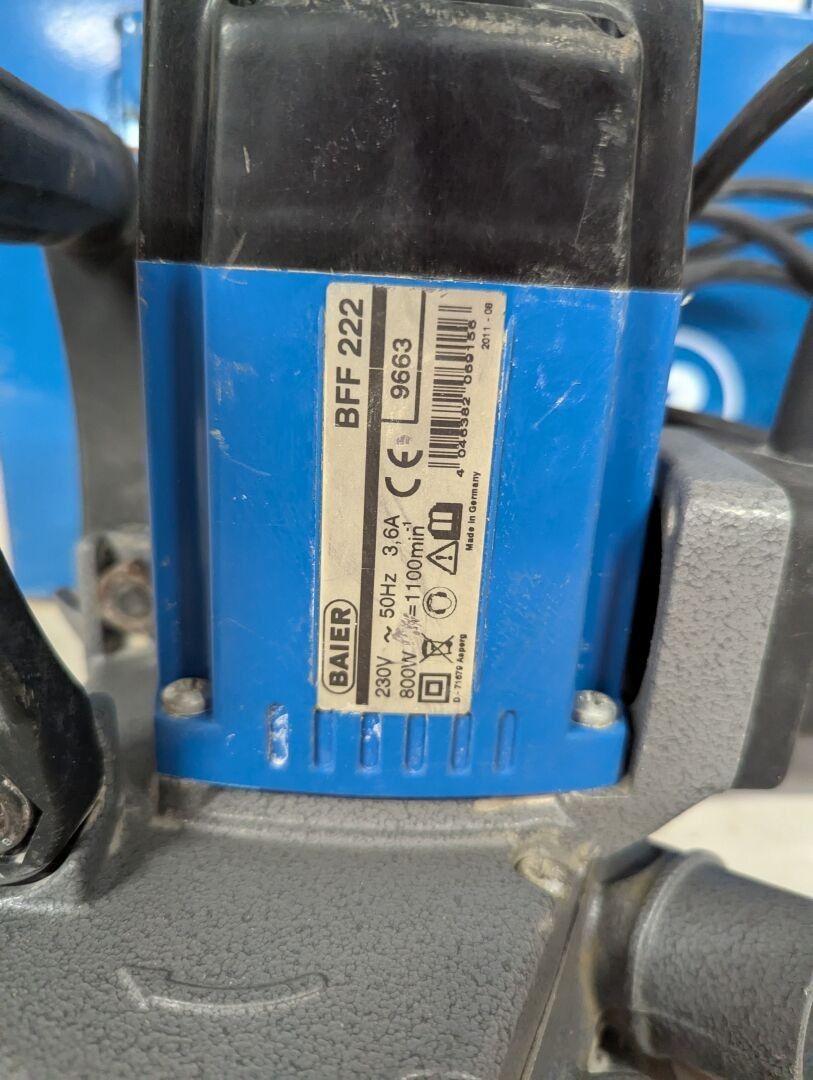 BFF 222
9663
4 046382 069156
2011 - 08
BAIER
230V ~ 50Hz 3,6A CE
800W =1100min-1
Made in Germany
D - 71679 Asperg